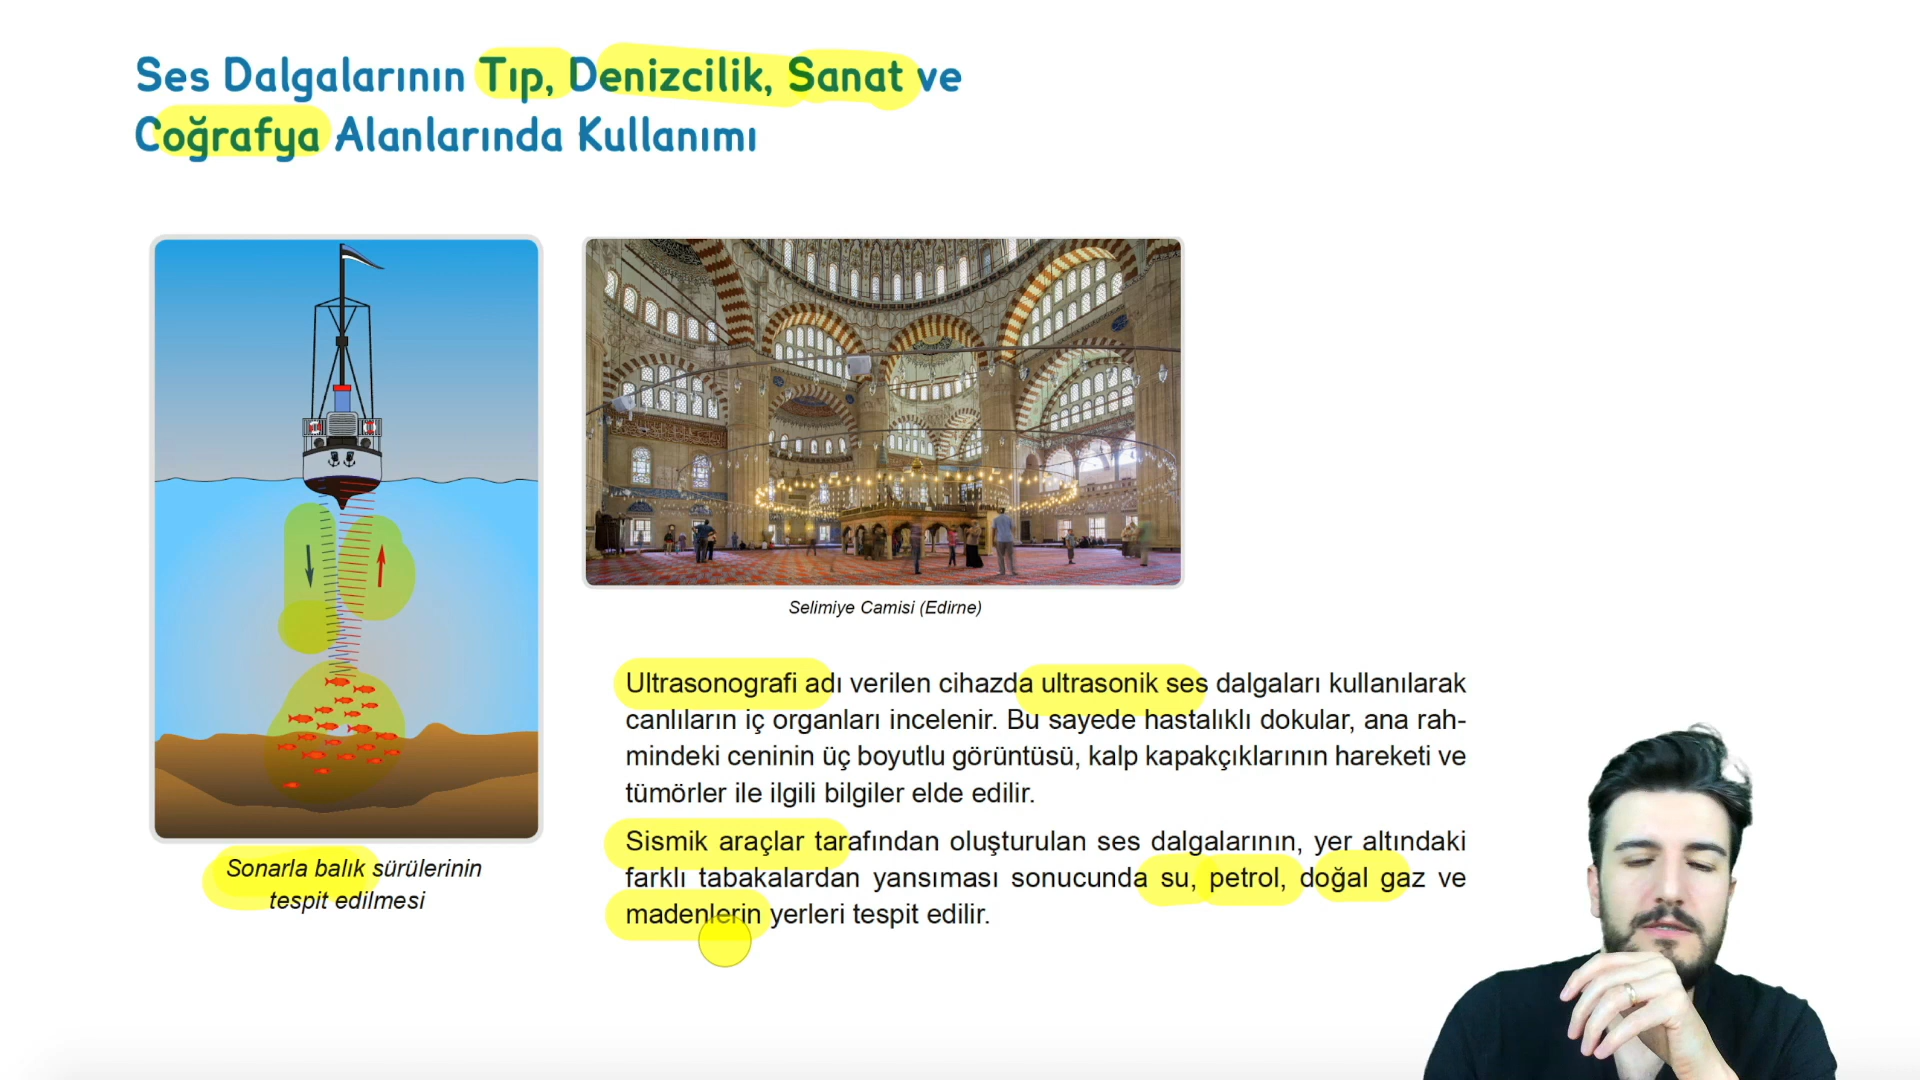 Ses Dalgalarının Tıp, Denizcilik, Sanat ve
Coğrafya Alanlarında Kullanımı
Selimiye Camisi (Edirne)
Ultrasonografi adı verilen cihazda ultrasonik ses dalgaları kullanılarak
canlıların iç organları incelenir. Bu sayede hastalıklı dokular, ana rah-
mindeki ceninin üç boyutlu görüntüsü, kalp kapakçıklarının hareketi ve
tümörler ile ilgili bilgiler elde edilir.
Sismik araçlar tarafından oluşturulan ses dalgalarının, yer altındaki
farklı tabakalardan yansıması sonucunda su, petrol, doğal gaz ve
madenlerin yerleri tespit edilir.
Sonarla balık sürülerinin
tespit edilmesi